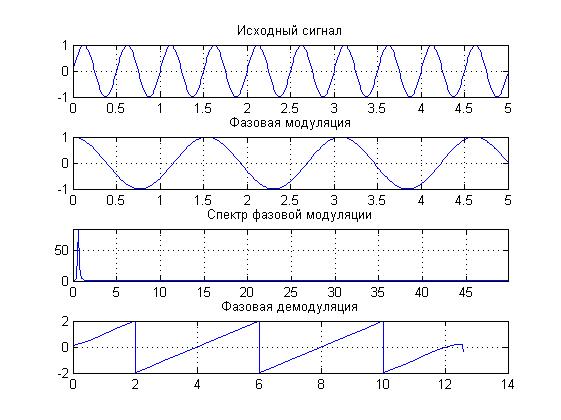 Исходный сигнал
1
0
-1
0 0.5 1 1.5 2 2.5 3 3.5 4 4.5 5
Фазовая модуляция
1
0
-1
0 0.5 1 1.5 2 2.5 30 3.5 4 4.5 5
Спектр фазовой модуляции
50
0
0 5 10 15 20 25 30 35 40 45
Фазовая демодуляция
2
0
-2
0 2 4 6 8 10 12 14